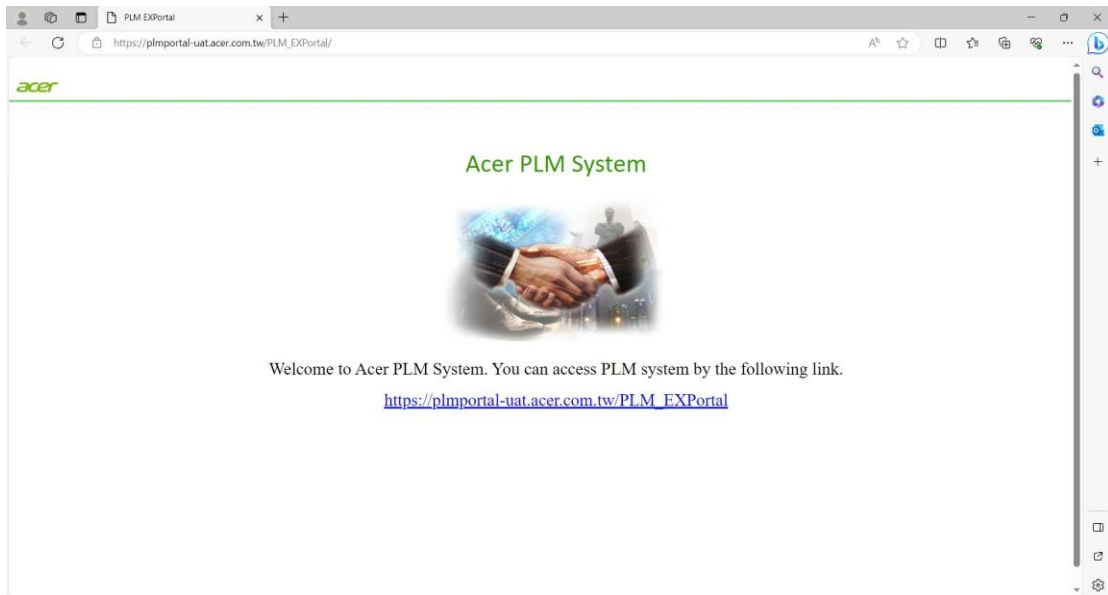 PLM EXPortal
https://plmportal-uat.acer.com.tw/PLM_EXPortal/
acer
Acer PLM System
Welcome to Acer PLM System. You can access PLM system by the following link.
https://plmportal-uat.acer.com.tw/PLM_EXPortal